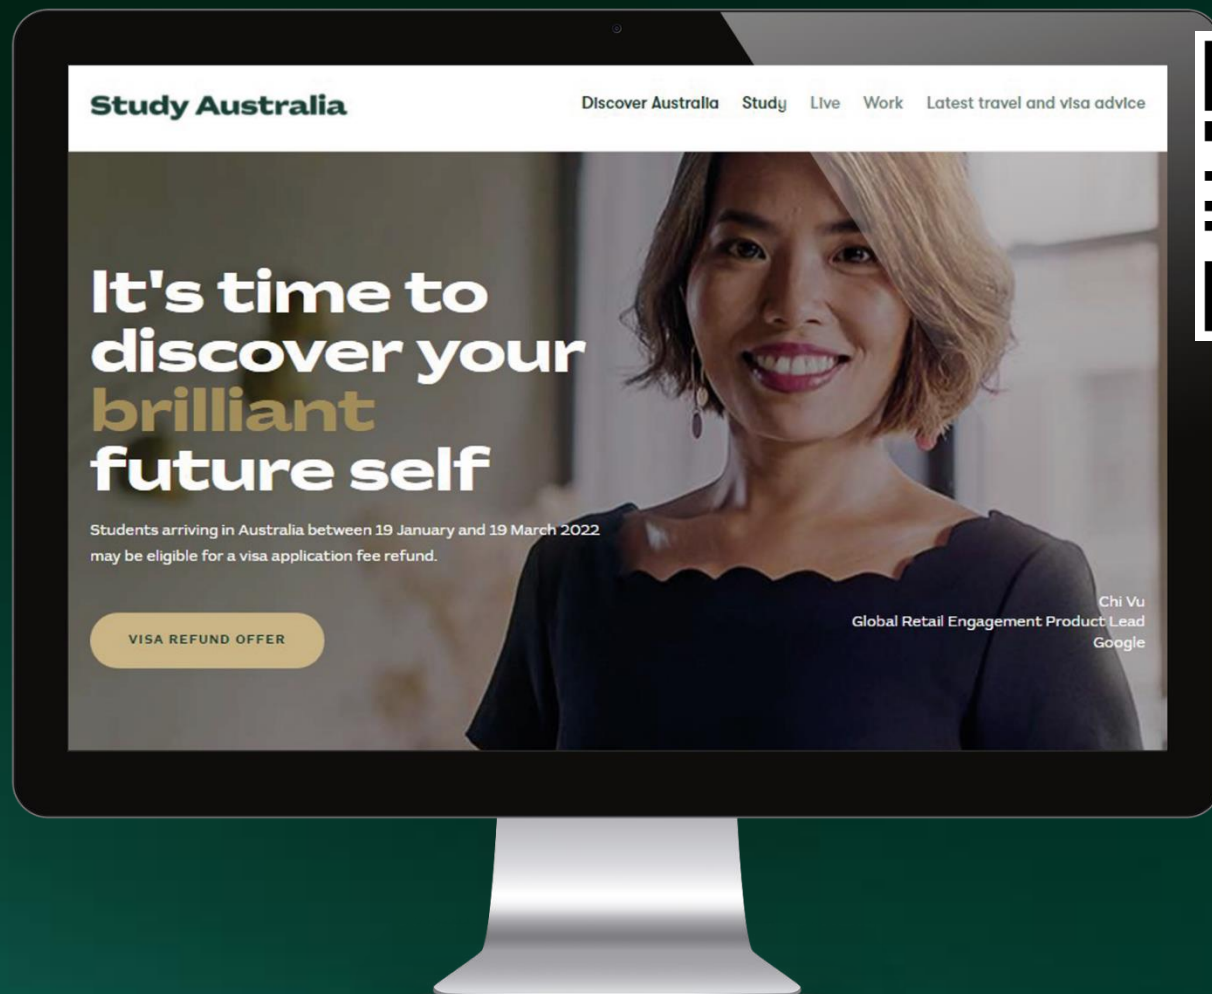 Study Australia
Discover Australia Study Live Work Latest travel and visa advice
It's time to
discover your
brilliant
future self
Students arriving in Australia between 19 January and 19 March 2022
may be eligible for a visa application fee refund.
VISA REFUND OFFER
Chi Vu
Global Retail Engagement Product Lead
Google